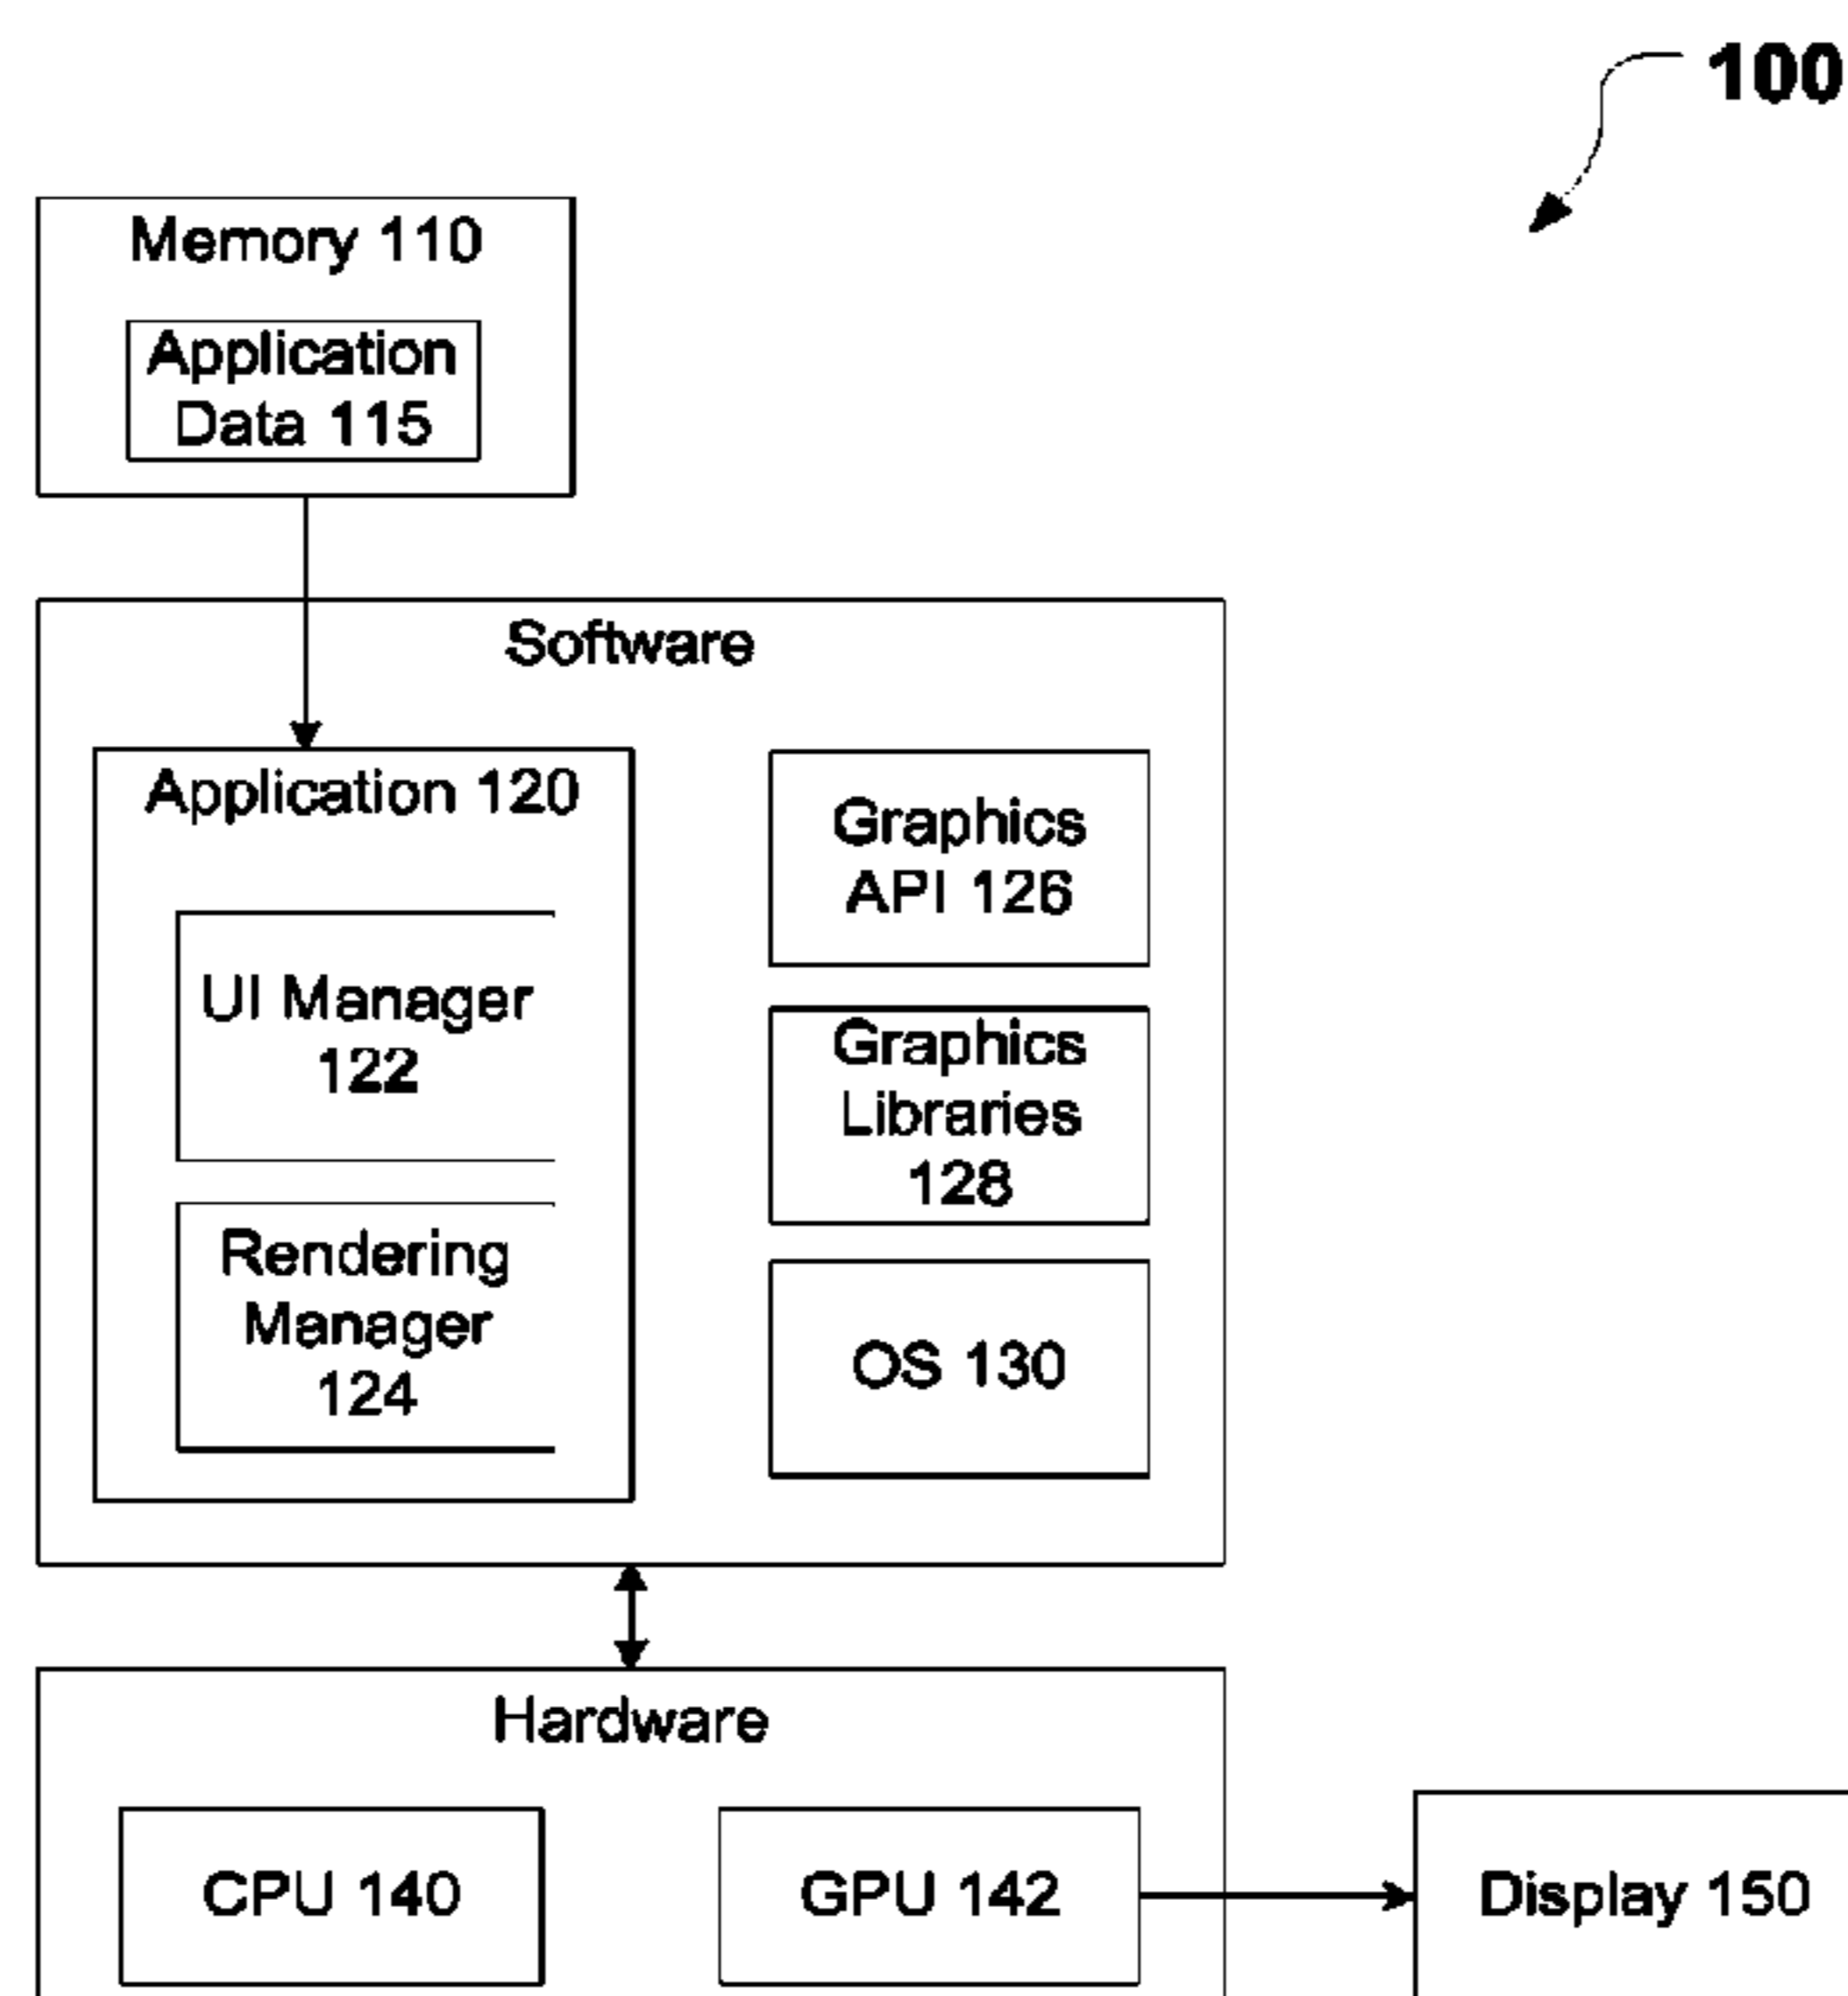 100
Memory 110
Application
Data 115
Software
Application 120
UI Manager
122
Rendering
Manager
124
Graphics
API 126
Graphics
Libraries
128
OS 130
Hardware
CPU 140
GPU 142
Display 150